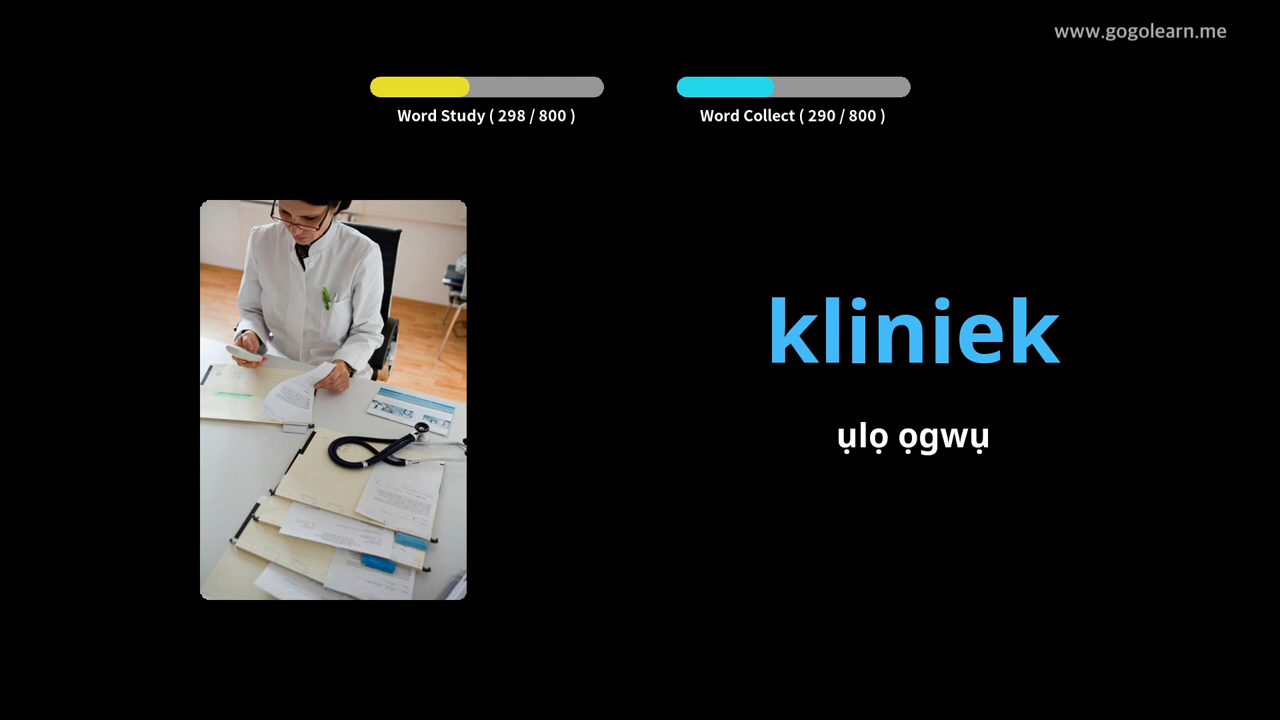 www.gogolearn.me
Word Study ( 298 / 800 )
Word Collect ( 290 / 800 )
kliniek
ụlọ ọgwụ